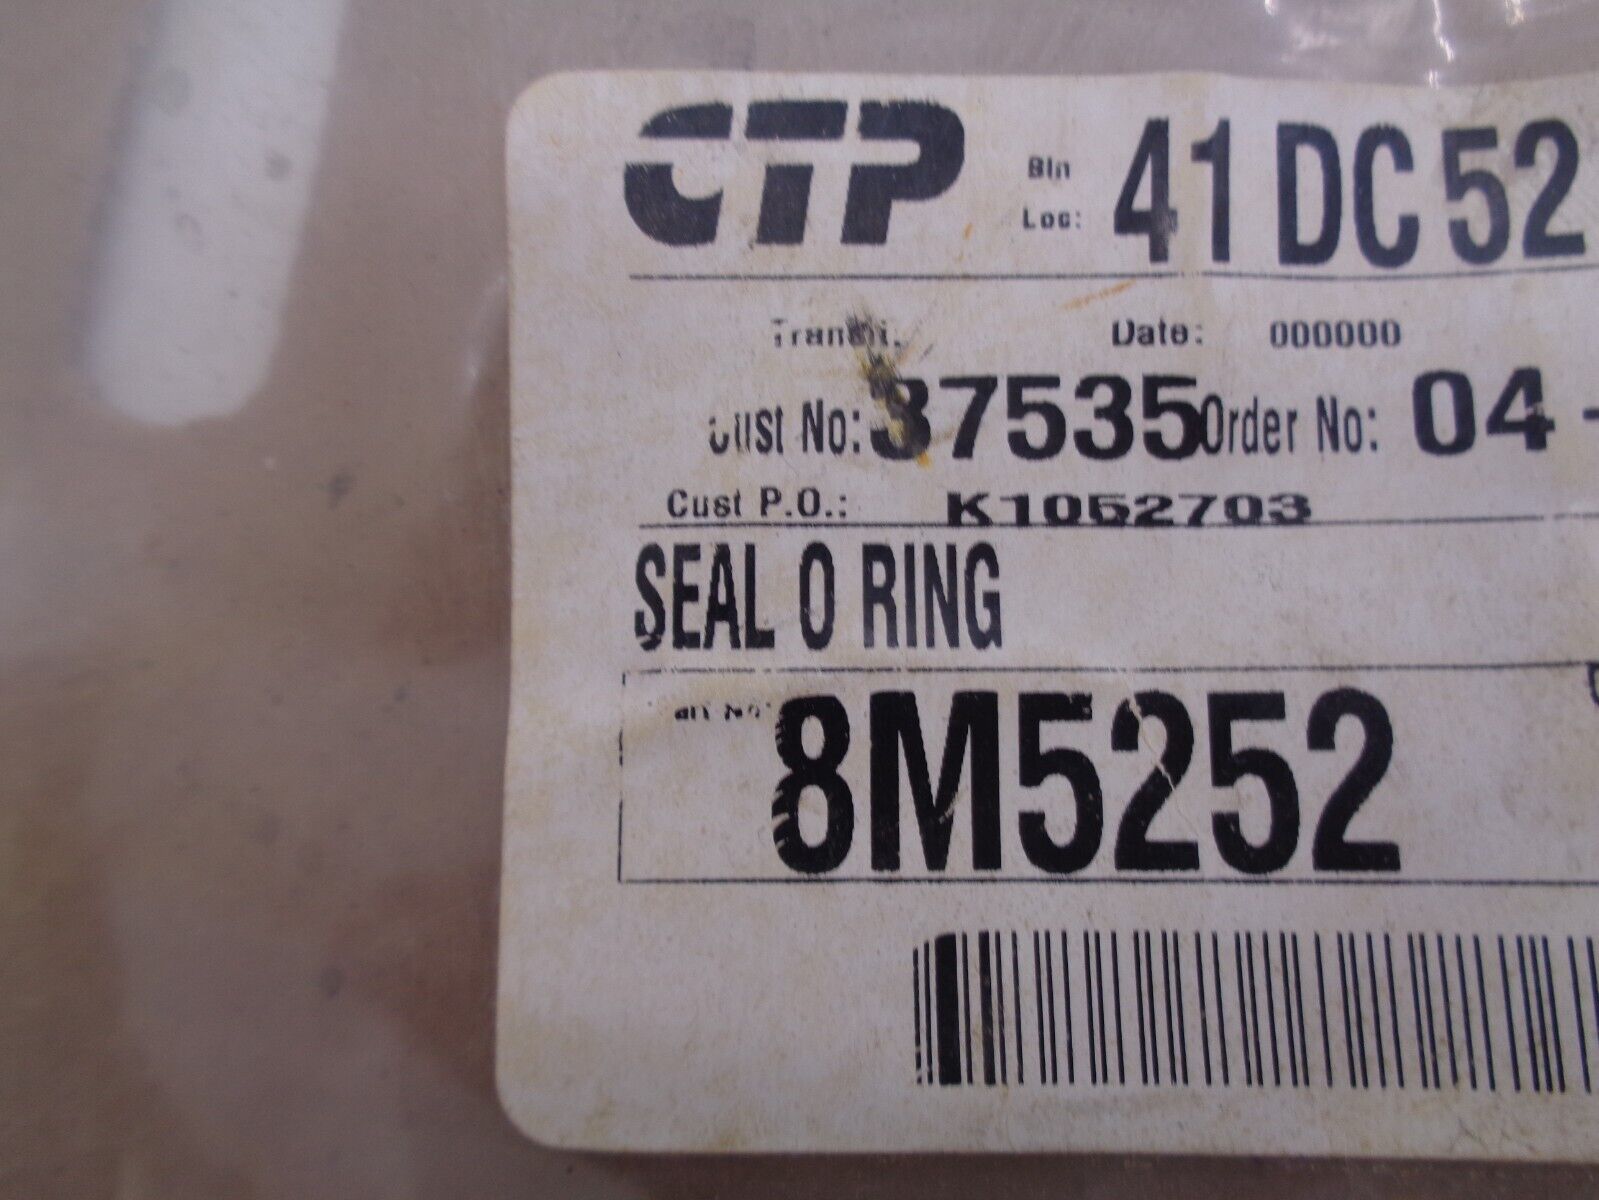 CTP
Bin Loc: 41 DC 52
Date: 000000
Cust No: 37535 Order No: 04 -
Cust P.O.: K1052703
SEAL O RING
8M5252